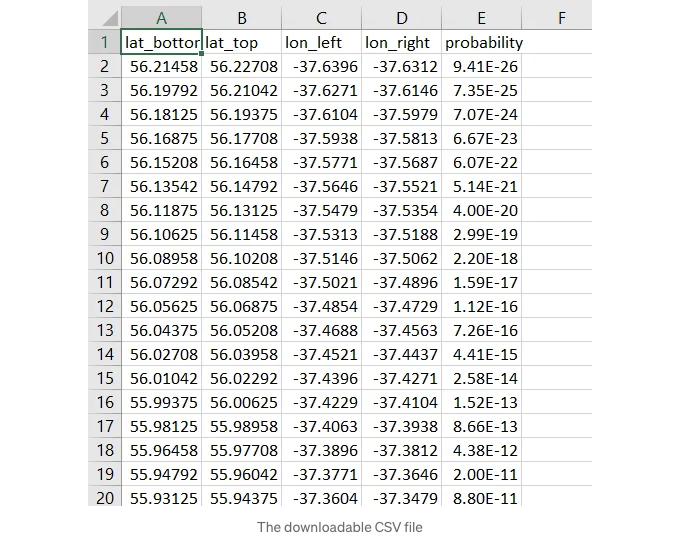 A B C D E F
1 lat_bottor lat_top lon_left lon_right probability
2 56.21458 56.22708 -37.6396 -37.6312 9.41E-26
3 56.19792 56.21042 -37.6271 -37.6146 7.35E-25
4 56.18125 56.19375 -37.6104 -37.5979 7.07E-24
5 56.16875 56.17708 -37.5938 -37.5813 6.67E-23
6 56.15208 56.16458 -37.5771 -37.5687 6.07E-22
7 56.13542 56.14792 -37.5646 -37.5521 5.14E-21
8 56.11875 56.13125 -37.5479 -37.5354 4.00E-20
9 56.10625 56.11458 -37.5313 -37.5188 2.99E-19
10 56.08958 56.10208 -37.5146 -37.5062 2.20E-18
11 56.07292 56.08542 -37.5021 -37.4896 1.59E-17
12 56.05625 56.06875 -37.4854 -37.4729 1.12E-16
13 56.04375 56.05208 -37.4688 -37.4563 7.26E-16
14 56.02708 56.03958 -37.4521 -37.4437 4.41E-15
15 56.01042 56.02292 -37.4396 -37.4271 2.58E-14
16 55.99375 56.00625 -37.4229 -37.4104 1.52E-13
17 55.98125 55.98958 -37.4063 -37.3938 8.66E-13
18 55.96458 55.97708 -37.3896 -37.3812 4.38E-12
19 55.94792 55.96042 -37.3771 -37.3646 2.00E-11
20 55.93125 55.94375 -37.3604 -37.3479 8.80E-11
The downloadable CSV file